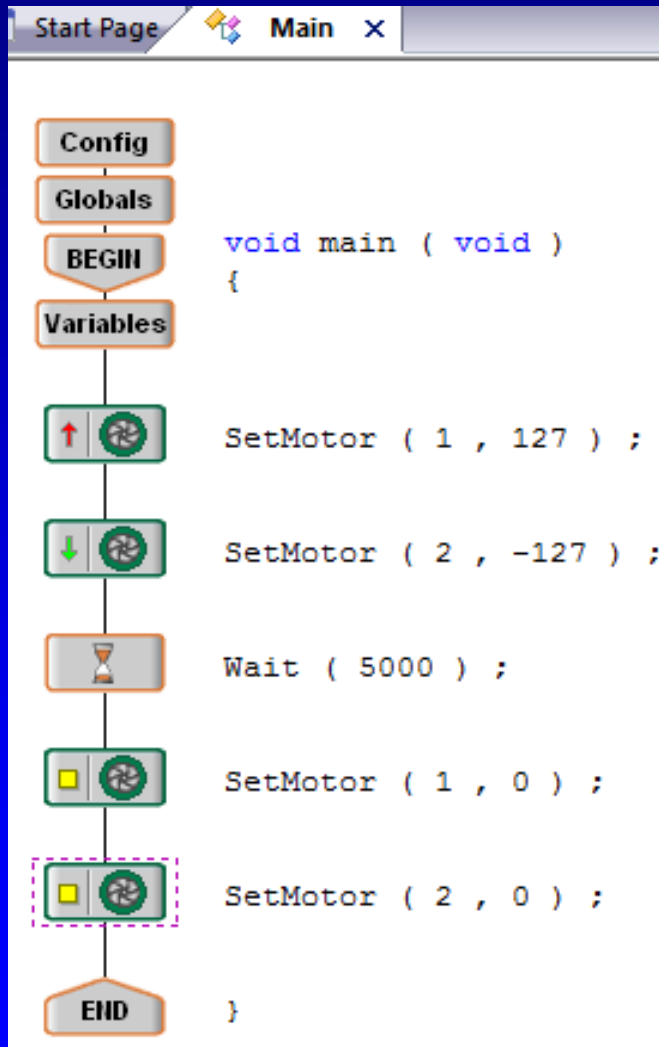 Start Page Main X
Config
Globals
BEGIN void main ( void )
{
Variables
SetMotor ( 1 , 127 ) ;
SetMotor ( 2 , -127 ) ;
Wait ( 5000 ) ;
SetMotor ( 1 , 0 ) ;
SetMotor ( 2 , 0 ) ;
END }